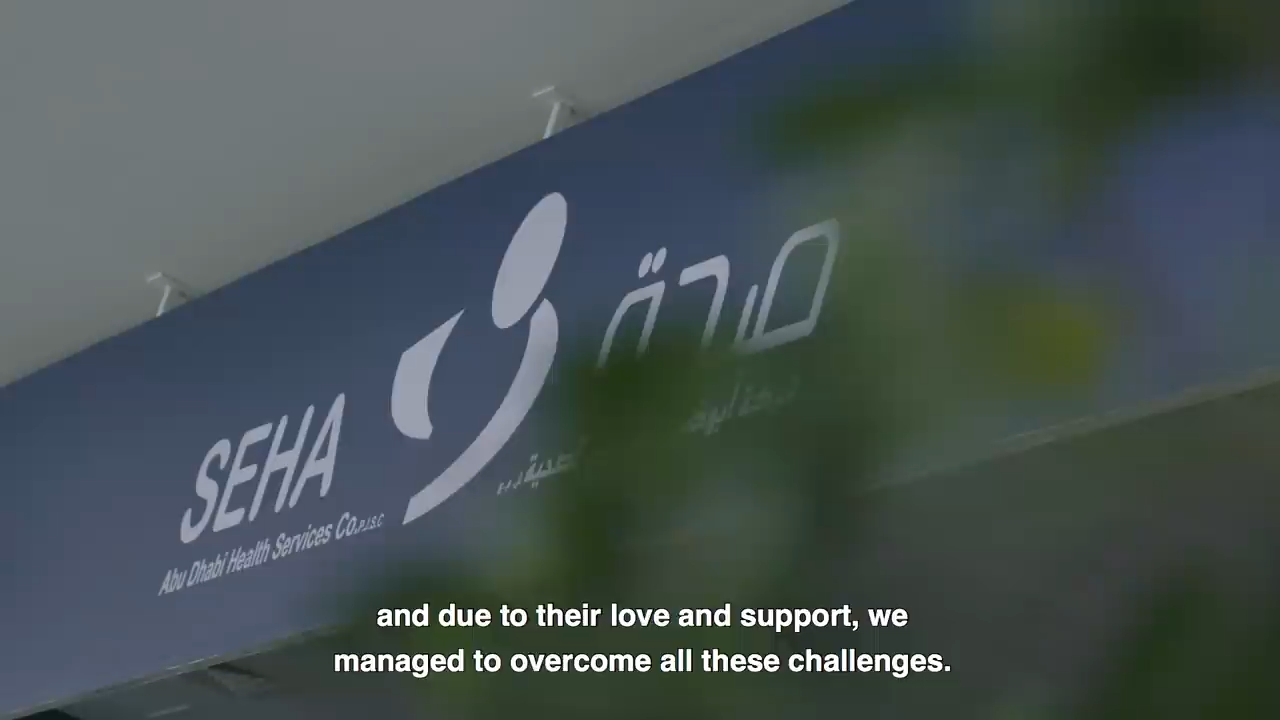 SEHA
صحة
Abu Dhabi Health Services Co.P.J.S.C
and due to their love and support, we
managed to overcome all these challenges.